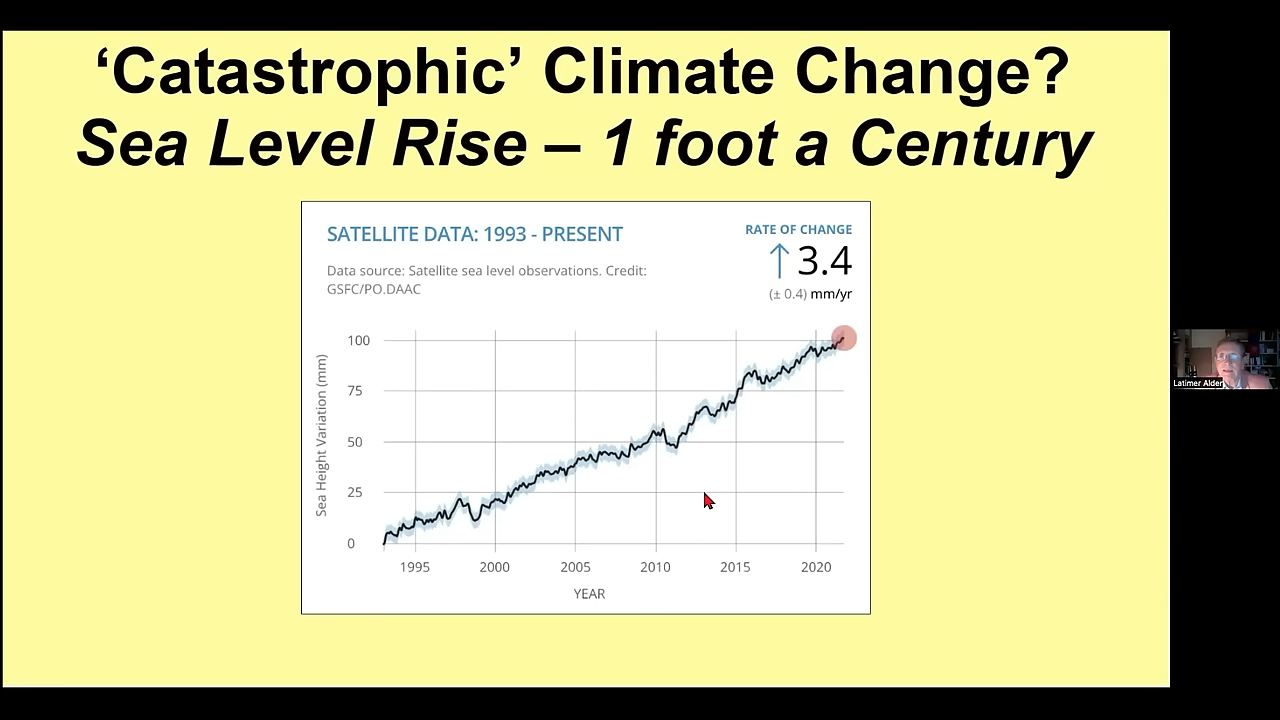 ‘Catastrophic’ Climate Change?
Sea Level Rise – 1 foot a Century
SATELLITE DATA: 1993 - PRESENT
Data source: Satellite sea level observations. Credit:
GSFC/PO.DAAC
RATE OF CHANGE
↑ 3.4
(± 0.4) mm/yr
Sea Height Variation (mm)
100
75
50
25
0
1995 2000 2005 2010 2015 2020
YEAR
Latimer Alder